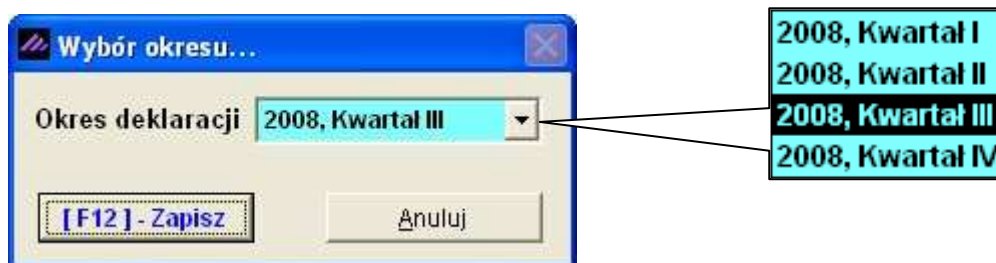 Wybór okresu...
Okres deklaracji 2008, Kwartał III
[ F12 ] - Zapisz Anuluj
2008, Kwartał I
2008, Kwartał II
2008, Kwartał III
2008, Kwartał IV